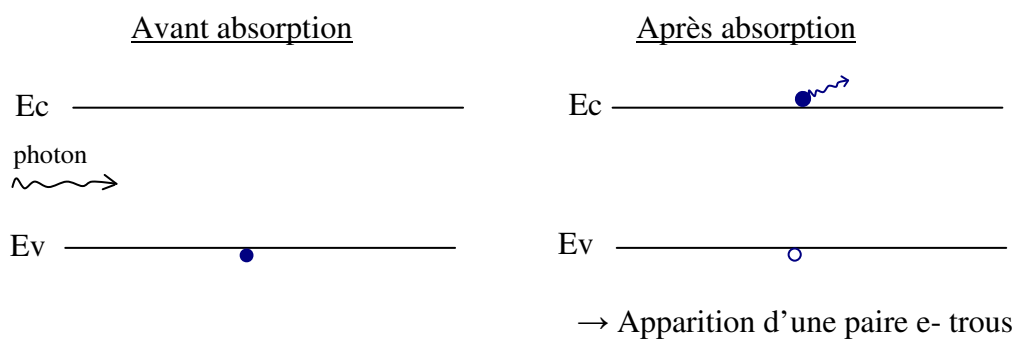 Avant absorption
Ec
photon
Ev
Après absorption
Ec
Ev
→ Apparition d’une paire e- trous